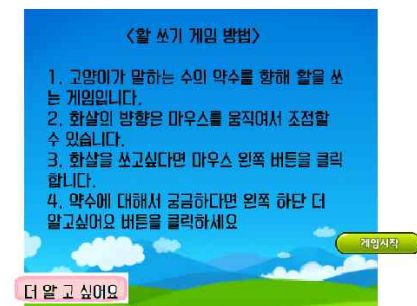 <활 쏘기 게임 방법>
1. 고양이가 말하는 수의 약수를 향해 활을 쏘
는 게임입니다.
2. 화살의 방향은 마우스를 움직여서 조정할
수 있습니다.
3. 화살을 쏘고싶다면 마우스 왼쪽 버튼을 클릭
합니다.
4. 약수에 대해서 궁금하다면 왼쪽 하단 더
알고싶어요 버튼을 클릭하세요
게임시작
더 알 고 싶어요